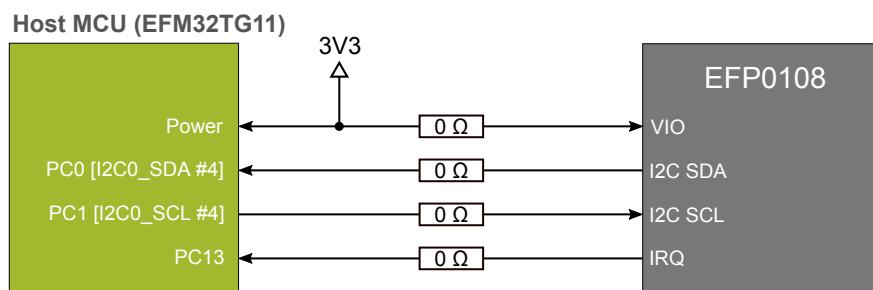 Host MCU (EFM32TG11)
3V3
EFP0108
Power
0 Ω
VIO
PC0 [I2C0_SDA #4]
0 Ω
I2C SDA
PC1 [I2C0_SCL #4]
0 Ω
I2C SCL
PC13
0 Ω
IRQ